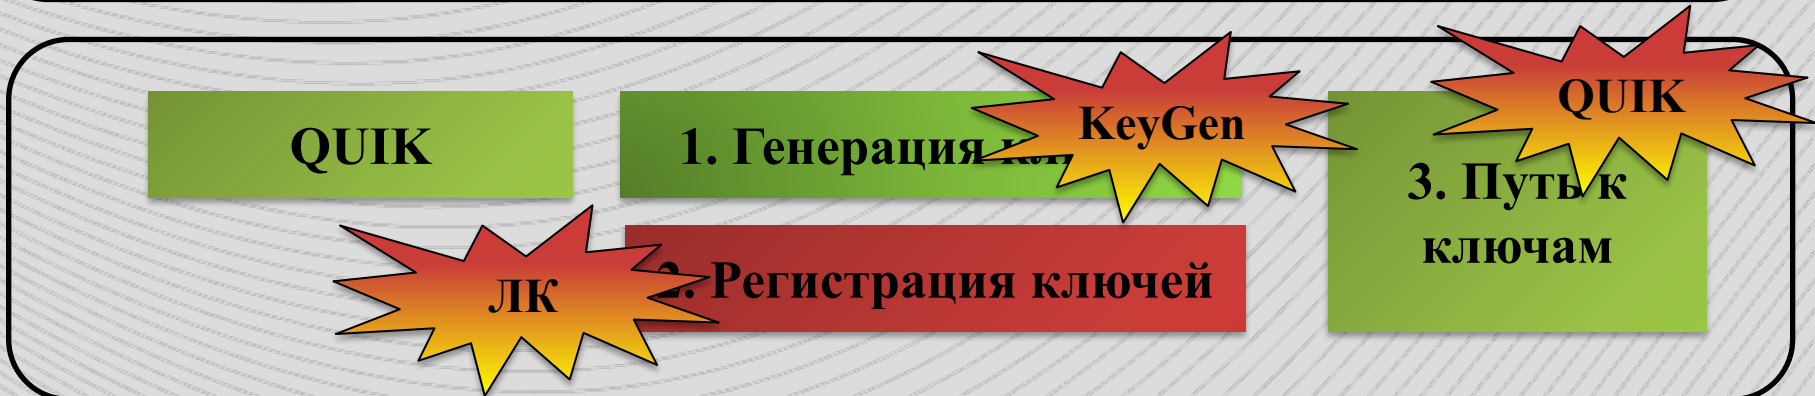 QUIK
1. Генерация
KeyGen
QUIK
3. Путь к
ключам
ЛК
2. Регистрация ключей